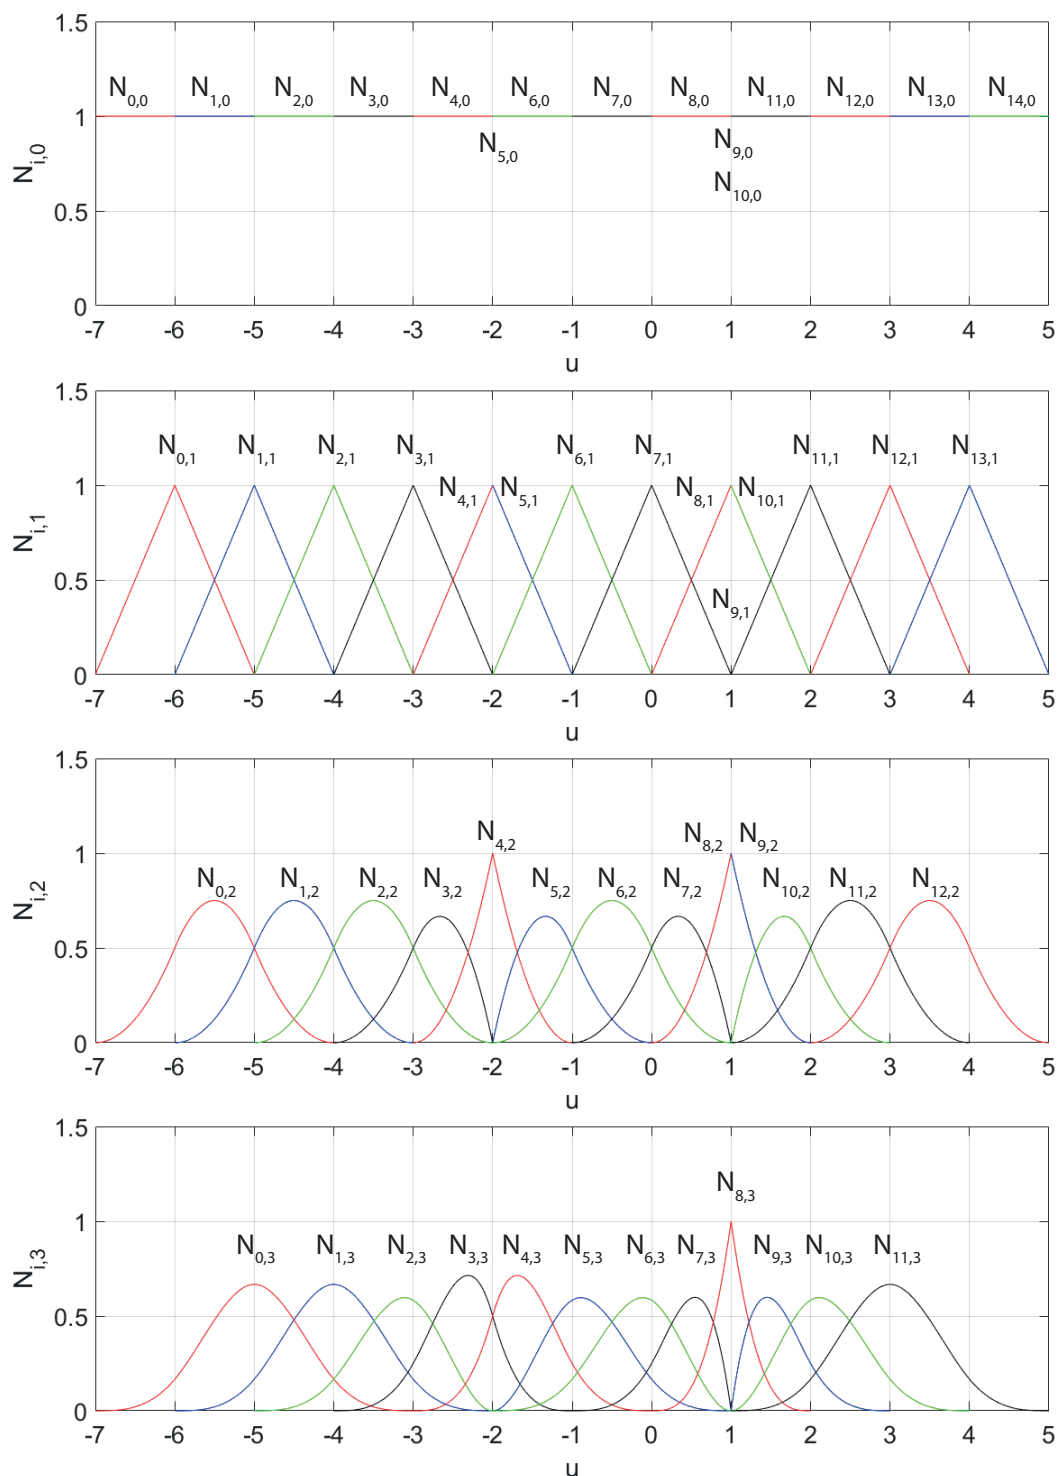 1.5
N0,0 N1,0 N2,0 N3,0 N4,0 N6,0 N7,0 N8,0 N11,0 N12,0 N13,0 N14,0
1
N5,0 N9,0
N10,0
Ni,0
0.5
0
-7 -6 -5 -4 -3 -2 -1 0 1 2 3 4 5
u
1.5
N0,1 N1,1 N2,1 N3,1 N6,1 N7,1 N11,1 N12,1 N13,1
1
N4,1 N5,1 N8,1 N10,1
Ni,1
0.5
N9,1
0
-7 -6 -5 -4 -3 -2 -1 0 1 2 3 4 5
u
1.5
N4,2 N8,2 N9,2
1
N0,2 N1,2 N2,2 N3,2 N5,2 N6,2 N7,2 N10,2 N11,2 N12,2
Ni,2
0.5
0
-7 -6 -5 -4 -3 -2 -1 0 1 2 3 4 5
u
1.5
N8,3
1
N0,3 N1,3 N2,3 N3,3 N4,3 N5,3 N6,3 N7,3 N9,3 N10,3 N11,3
Ni,3
0.5
0
-7 -6 -5 -4 -3 -2 -1 0 1 2 3 4 5
u